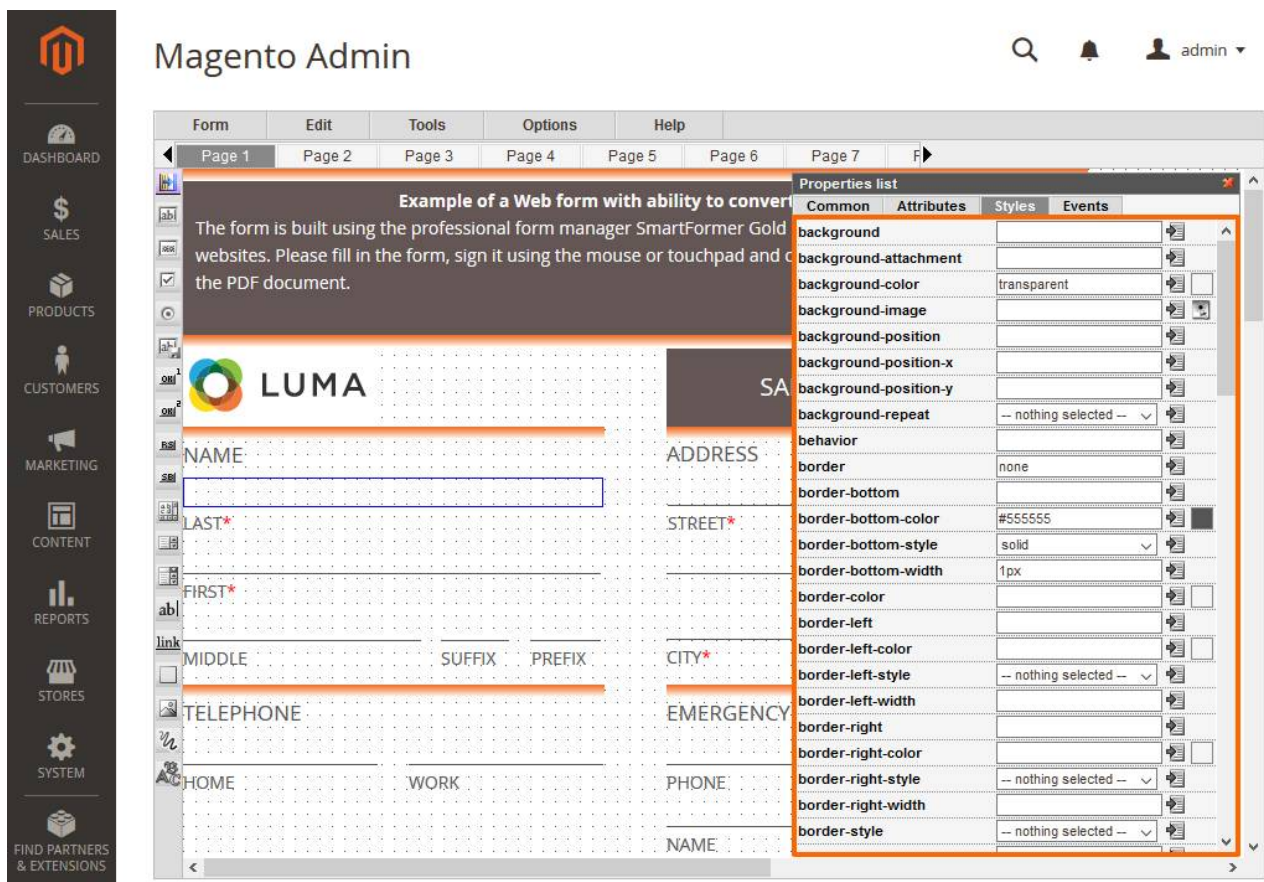 Magento Admin
admin
DASHBOARD
$
SALES
PRODUCTS
CUSTOMERS
MARKETING
CONTENT
REPORTS
STORES
SYSTEM
FIND PARTNERS
& EXTENSIONS
Form Edit Tools Options Help
Page 1 Page 2 Page 3 Page 4 Page 5 Page 6 Page 7
Example of a Web form with ability to convert
The form is built using the professional form manager SmartFormer Gold
websites. Please fill in the form, sign it using the mouse or touchpad and
the PDF document.
LUMA
NAME
LAST*
FIRST*
MIDDLE SUFFIX PREFIX
TELEPHONE
HOME WORK
ADDRESS
STREET*
CITY*
EMERGENCY
PHONE
NAME
ab|
link
Properties list
Common Attributes Styles Events
background
background-attachment
background-color transparent
background-image
background-position
background-position-x
background-position-y
background-repeat -- nothing selected --
behavior
border none
border-bottom
border-bottom-color #555555
border-bottom-style solid
border-bottom-width 1px
border-color
border-left
border-left-color
border-left-style -- nothing selected --
border-left-width
border-right
border-right-color
border-right-style -- nothing selected --
border-right-width
border-style -- nothing selected --